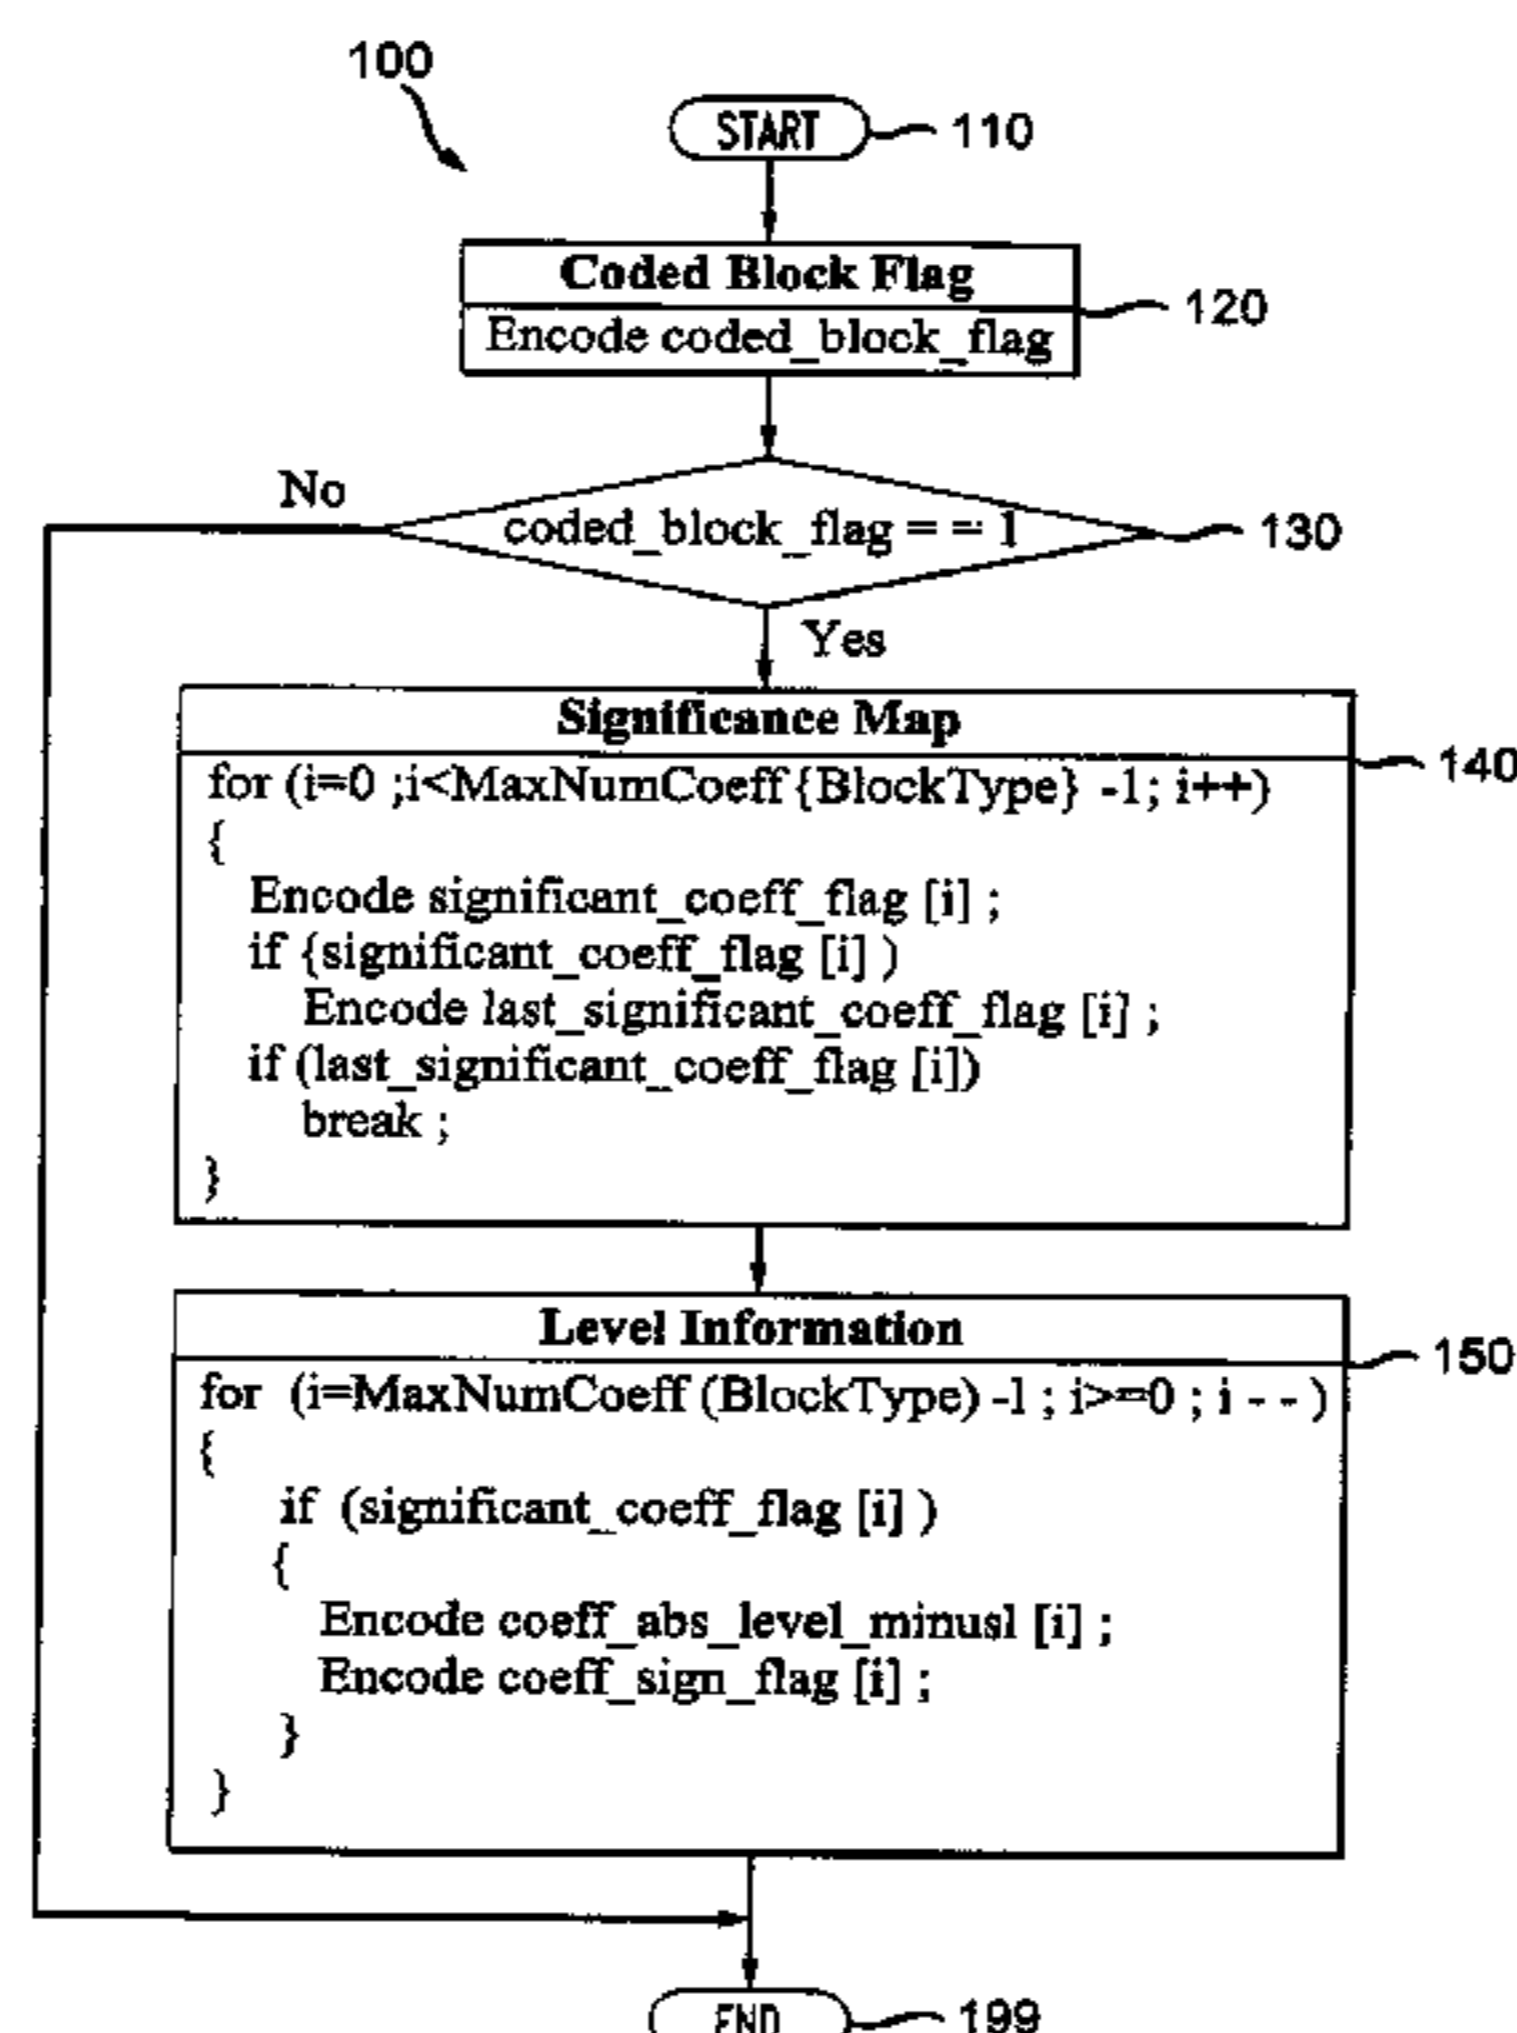 100
START
110
Coded Block Flag
120
Encode coded_block_flag
No
coded_block_flag = = 1
130
Yes
Significance Map
140
for (i=0 ;i<MaxNumCoeff{BlockType} -1; i++)
{
Encode significant_coeff_flag [i] ;
if {significant_coeff_flag [i] )
Encode last_significant_coeff_flag [i] ;
if (last_significant_coeff_flag [i])
break ;
}
Level Information
150
for (i=MaxNumCoeff (BlockType) -1 ; i>=0 ; i - - )
{
if (significant_coeff_flag [i] )
{
Encode coeff_abs_level_minus1 [i] ;
Encode coeff_sign_flag [i] ;
}
}
END
199